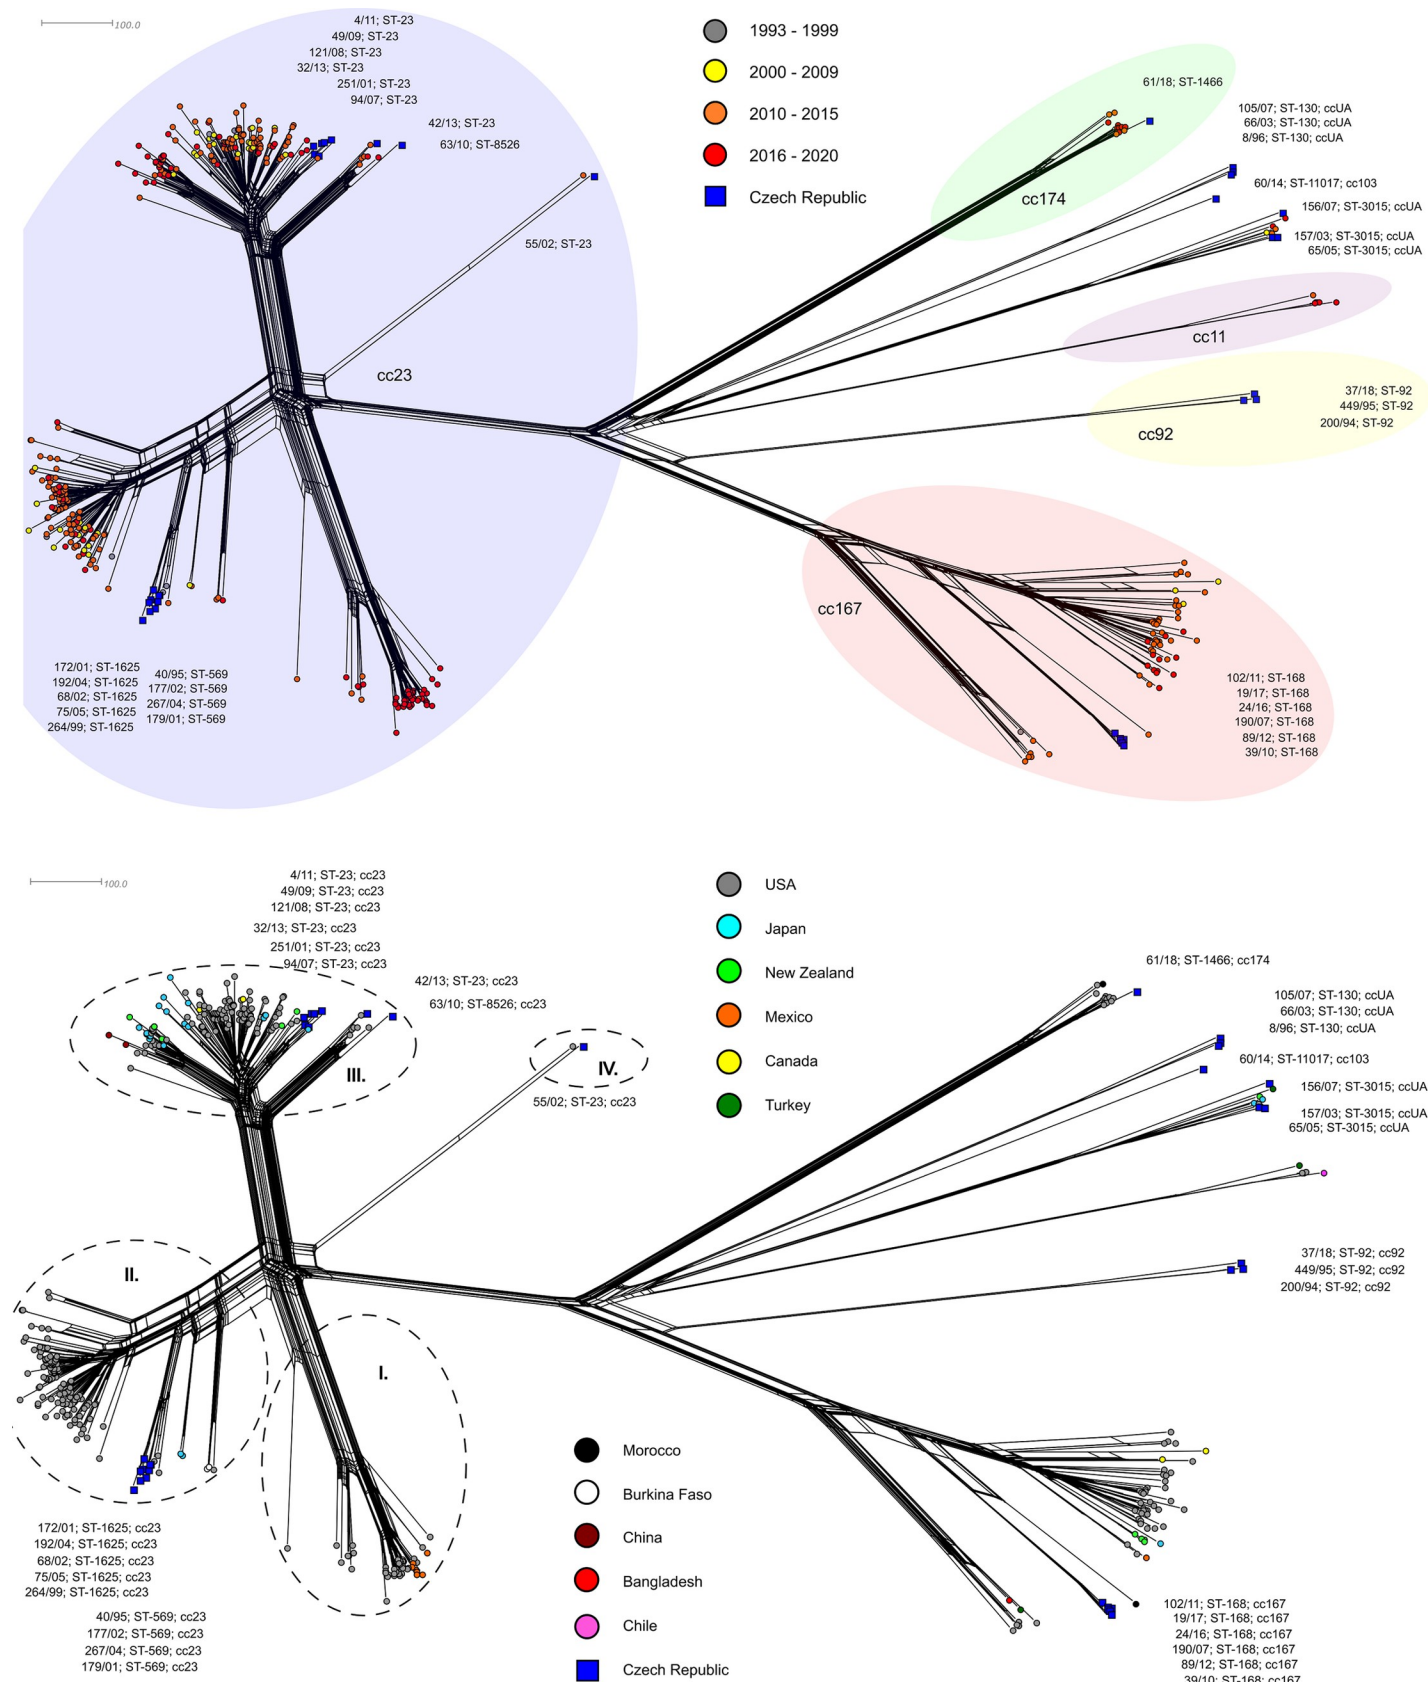 100.0
4/11; ST-23
49/09; ST-23
121/08; ST-23
32/13; ST-23
251/01; ST-23
94/07; ST-23
42/13; ST-23
63/10; ST-8526
55/02; ST-23
cc23
172/01; ST-1625
192/04; ST-1625
68/02; ST-1625
75/05; ST-1625
264/99; ST-1625
40/95; ST-569
177/02; ST-569
267/04; ST-569
179/01; ST-569
1993 - 1999
2000 - 2009
2010 - 2015
2016 - 2020
Czech Republic
61/18; ST-1466
cc174
105/07; ST-130; ccUA
66/03; ST-130; ccUA
8/96; ST-130; ccUA
60/14; ST-11017; cc103
156/07; ST-3015; ccUA
157/03; ST-3015; ccUA
65/05; ST-3015; ccUA
cc11
37/18; ST-92
449/95; ST-92
200/94; ST-92
cc92
cc167
102/11; ST-168
19/17; ST-168
24/16; ST-168
190/07; ST-168
89/12; ST-168
39/10; ST-168
100.0
4/11; ST-23; cc23
49/09; ST-23; cc23
121/08; ST-23; cc23
32/13; ST-23; cc23
251/01; ST-23; cc23
94/07; ST-23; cc23
42/13; ST-23; cc23
63/10; ST-8526; cc23
III.
IV.
55/02; ST-23; cc23
II.
I.
172/01; ST-1625; cc23
192/04; ST-1625; cc23
68/02; ST-1625; cc23
75/05; ST-1625; cc23
264/99; ST-1625; cc23
40/95; ST-569; cc23
177/02; ST-569; cc23
267/04; ST-569; cc23
179/01; ST-569; cc23
USA
Japan
New Zealand
Mexico
Canada
Turkey
61/18; ST-1466; cc174
105/07; ST-130; ccUA
66/03; ST-130; ccUA
8/96; ST-130; ccUA
60/14; ST-11017; cc103
156/07; ST-3015; ccUA
157/03; ST-3015; ccUA
65/05; ST-3015; ccUA
37/18; ST-92; cc92
449/95; ST-92; cc92
200/94; ST-92; cc92
Morocco
Burkina Faso
China
Bangladesh
Chile
Czech Republic
102/11; ST-168; cc167
19/17; ST-168; cc167
24/16; ST-168; cc167
190/07; ST-168; cc167
89/12; ST-168; cc167
39/10; ST-168; cc167